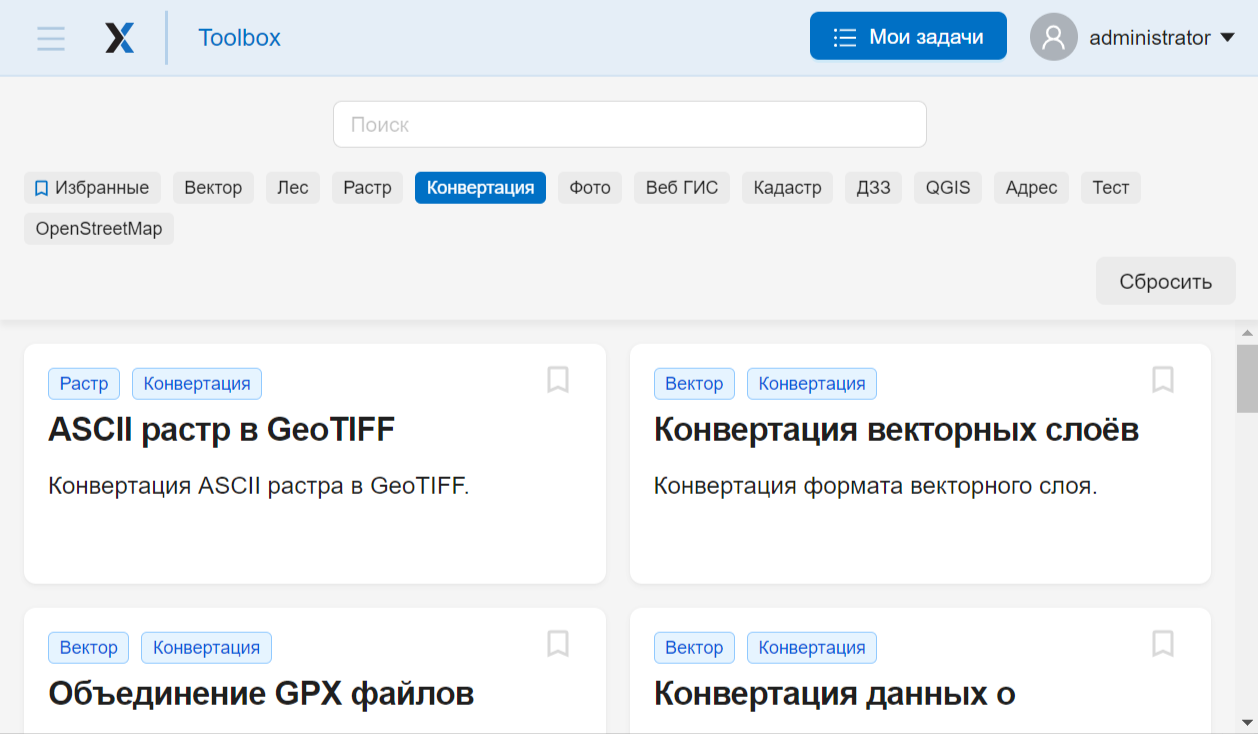 Toolbox
Мои задачи
administrator
Поиск
Избранные Вектор Лес Растр Конвертация Фото Веб ГИС Кадастр ДЗЗ QGIS Адрес Тест
OpenStreetMap
Сбросить
Растр Конвертация
ASCII растр в GeoTIFF
Конвертация ASCII растра в GeoTIFF.
Вектор Конвертация
Конвертация векторных слоёв
Конвертация формата векторного слоя.
Вектор Конвертация
Объединение GPX файлов
Вектор Конвертация
Конвертация данных о